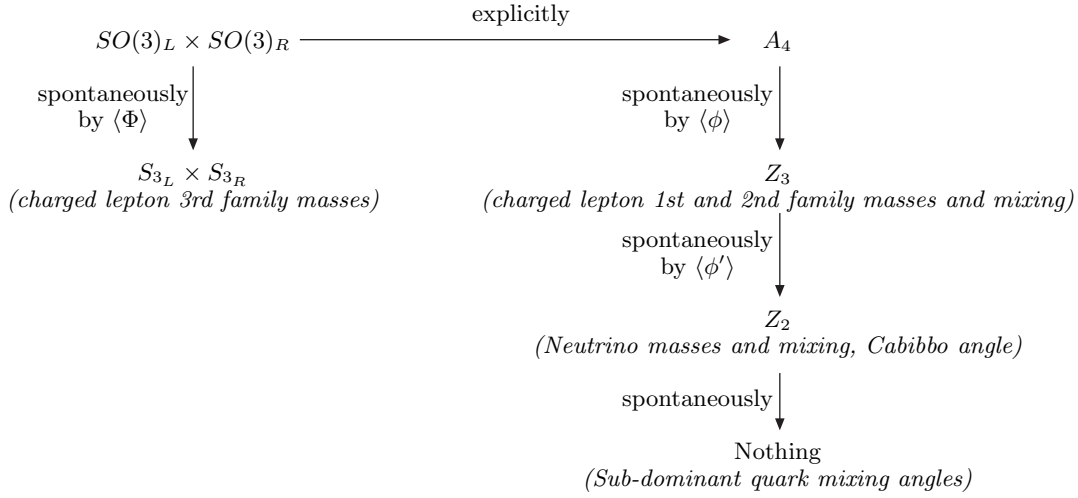 explicitly
SO(3)_L × SO(3)_R
A_4
spontaneously
by ⟨Φ⟩
spontaneously
by ⟨ϕ⟩
S_{3_L} × S_{3_R}
(charged lepton 3rd family masses)
Z_3
(charged lepton 1st and 2nd family masses and mixing)
spontaneously
by ⟨ϕ′⟩
Z_2
(Neutrino masses and mixing, Cabibbo angle)
spontaneously
Nothing
(Sub-dominant quark mixing angles)